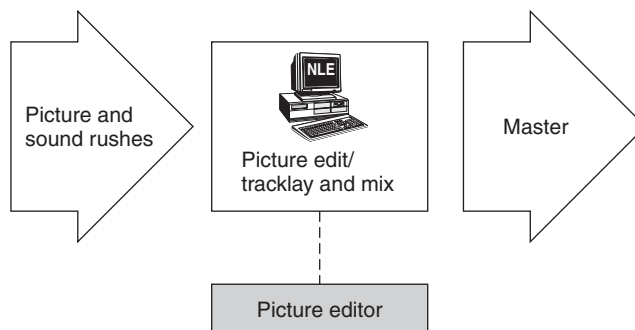 Picture and
sound rushes
NLE
Picture edit/
tracklay and mix
Master
Picture editor